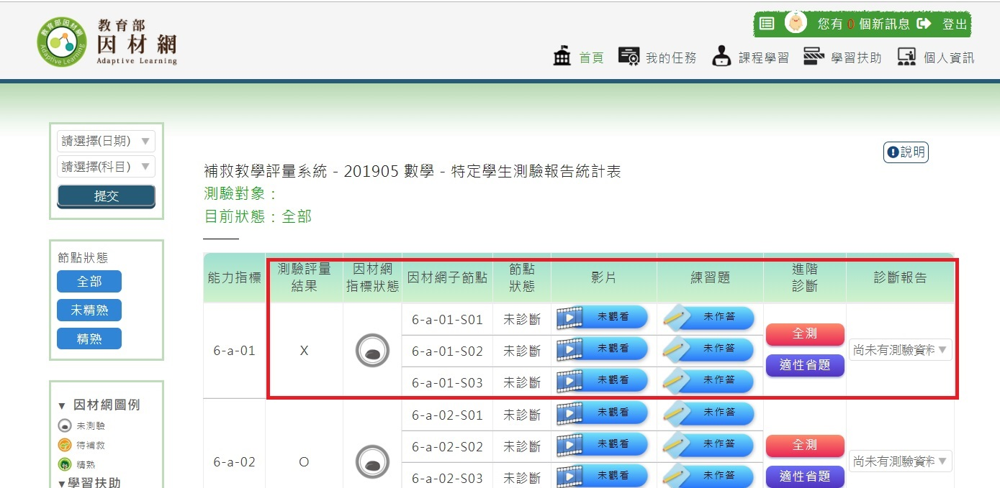 教育部
因材網
Adaptive Learning
教育部因材網
Adaptive Learning
您有 0 個新訊息 登出
首頁 我的任務 課程學習 學習扶助 個人資訊
請選擇(日期) ▼
請選擇(科目) ▼
提交
說明
補救教學評量系統 - 201905 數學 - 特定學生測驗報告統計表
測驗對象：
目前狀態：全部
節點狀態
全部
未精熟
精熟
▼ 因材網圖例
未測驗
待補救
精熟
▼學習扶助
能力指標 測驗評量結果 因材網指標狀態 因材網子節點 節點狀態 影片 練習題 進階診斷 診斷報告
6-a-01 X 6-a-01-S01 未診斷 未觀看 未作答 全測 適性省題 尚未有測驗資料 ▼
6-a-01-S02 未診斷 未觀看 未作答
6-a-01-S03 未診斷 未觀看 未作答
6-a-02 O 6-a-02-S01 未診斷 未觀看 未作答 全測 適性省題 尚未有測驗資料 ▼
6-a-02-S02 未診斷 未觀看 未作答
6-a-02-S03 未診斷 未觀看 未作答